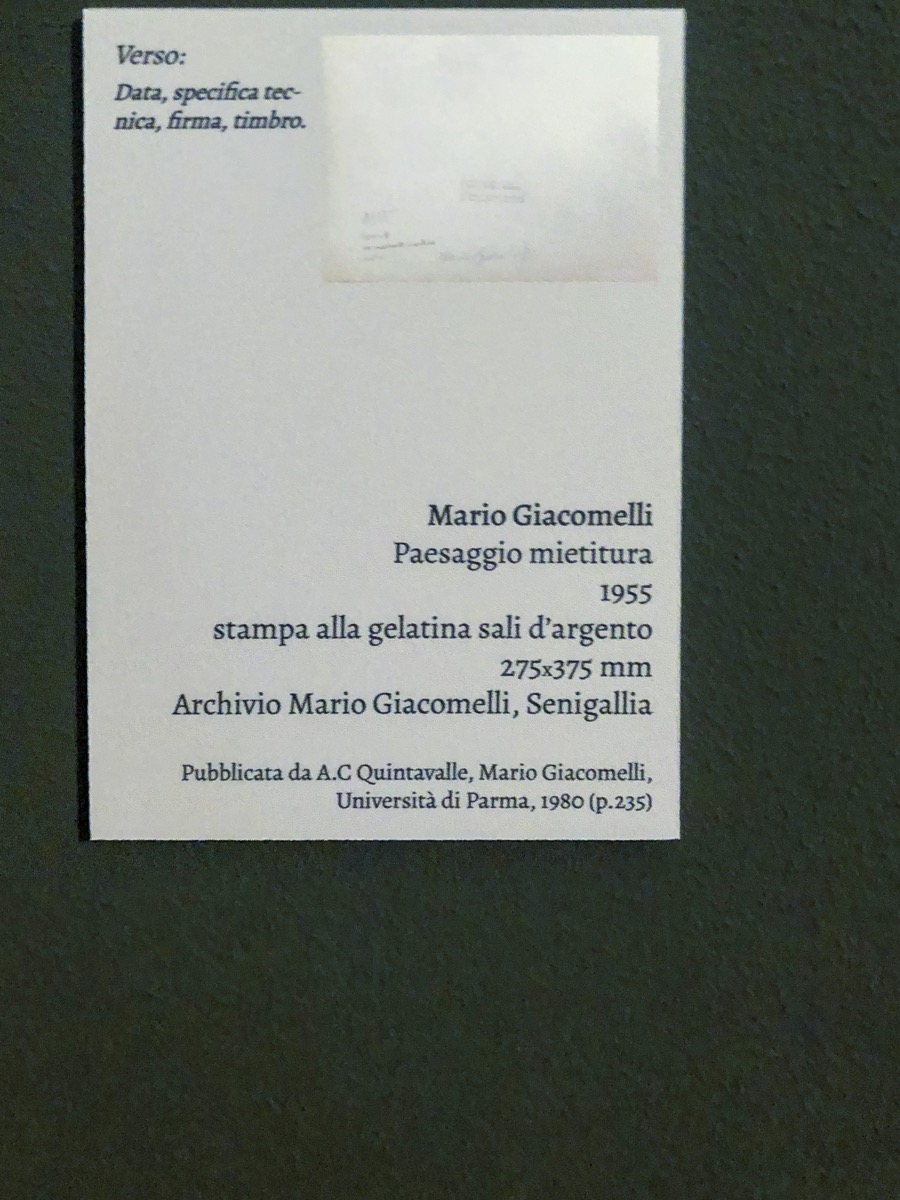 Verso:
Data, specifica tec-
nica, firma, timbro.
Mario Giacomelli
Paesaggio mietitura
1955
stampa alla gelatina sali d’argento
275x375 mm
Archivio Mario Giacomelli, Senigallia
Pubblicata da A.C Quintavalle, Mario Giacomelli,
Università di Parma, 1980 (p.235)